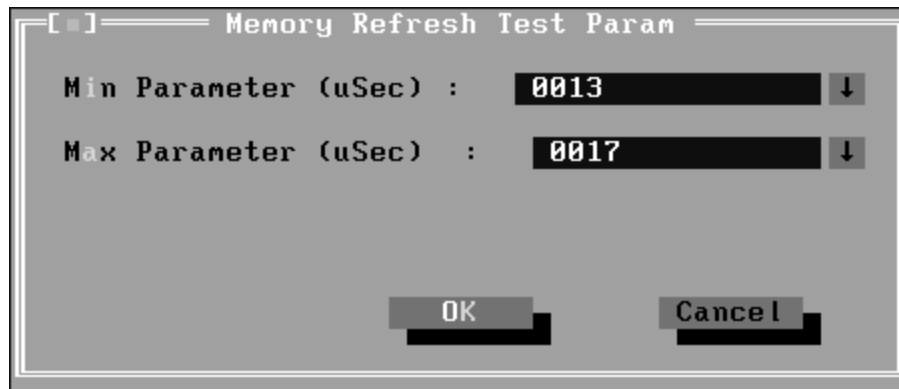 [■] Memory Refresh Test Param
Min Parameter (uSec) : 0013 ↓
Max Parameter (uSec) : 0017 ↓
OK Cancel